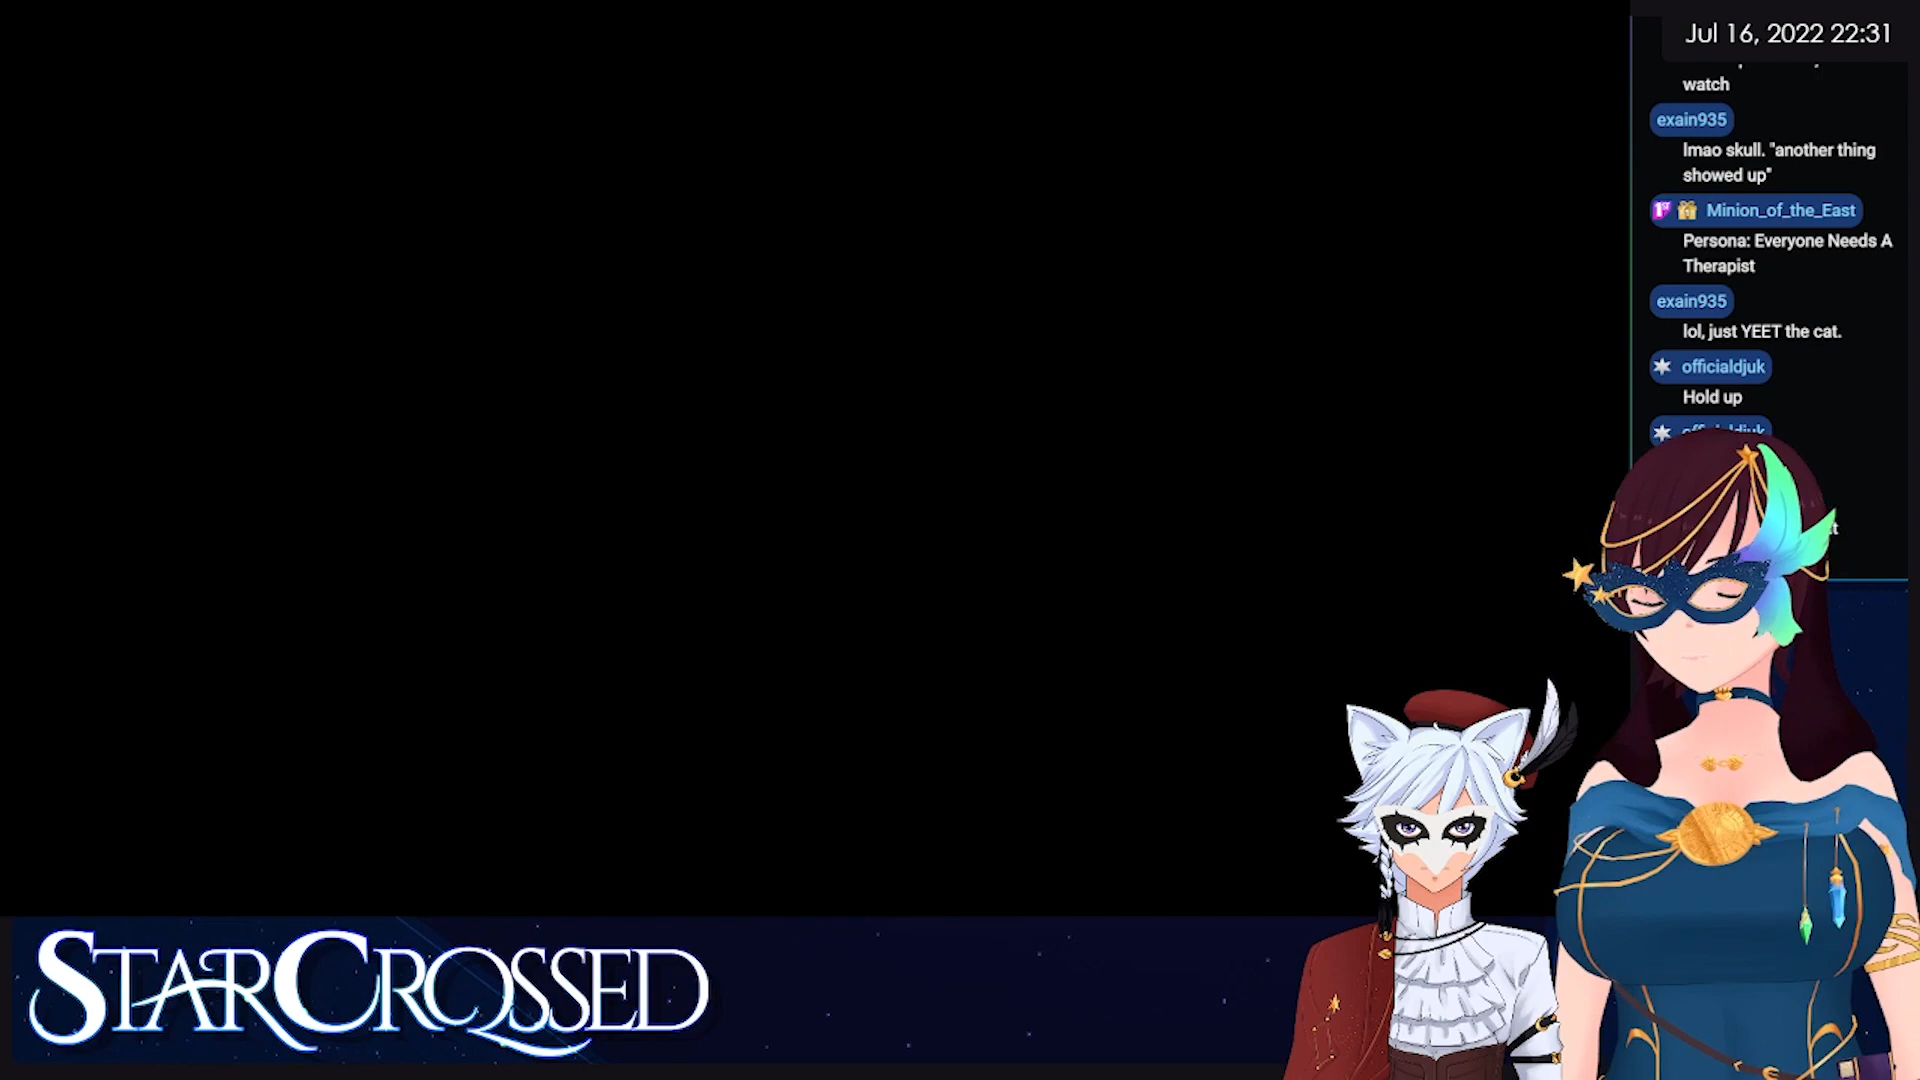 Jul 16, 2022 22:31
watch
exain935
lmao skull. "another thing
showed up"
Minion_of_the_East
Persona: Everyone Needs A
Therapist
exain935
lol, just YEET the cat.
officialdjuk
Hold up
STARCROSSED